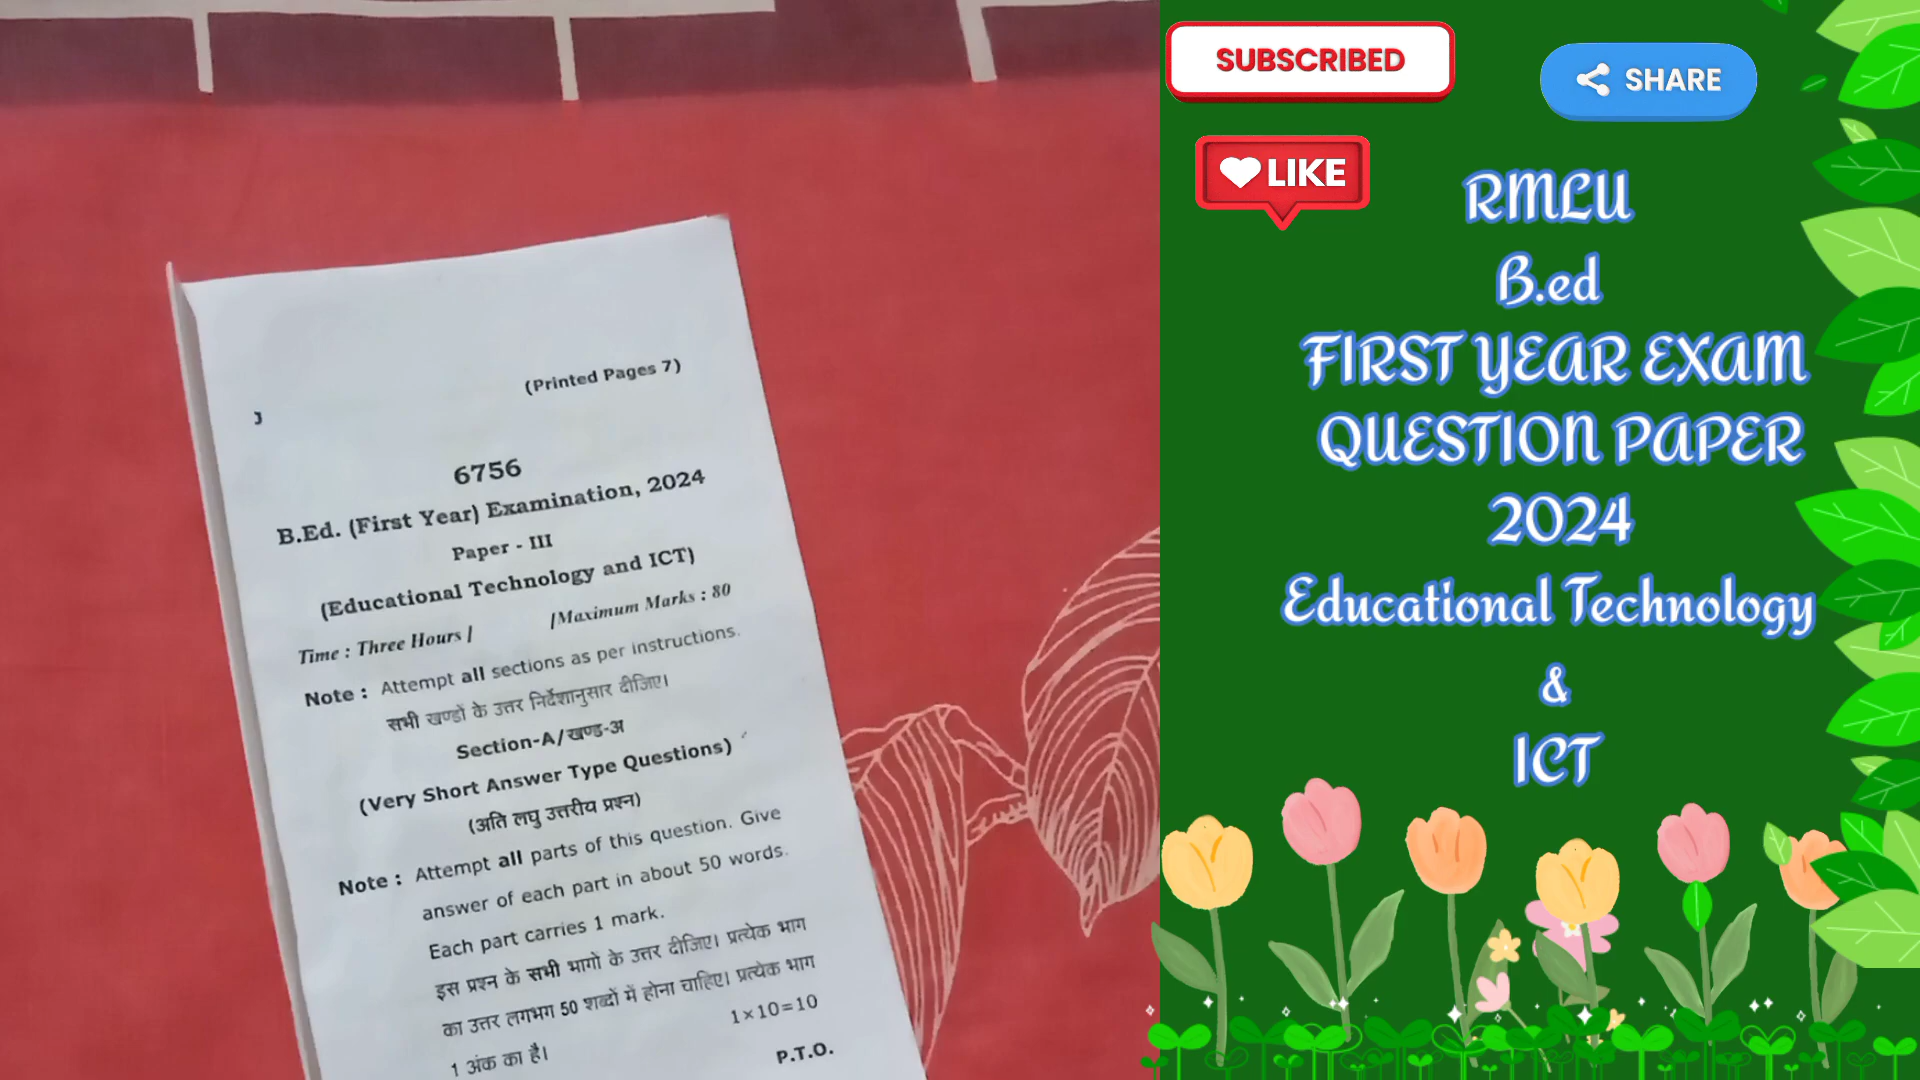 (Printed Pages 7)
J
6756
B.Ed. (First Year) Examination, 2024
Paper - III
(Educational Technology and ICT)
Time : Three Hours ]
[Maximum Marks : 80
Note : Attempt all sections as per instructions.
सभी खण्डों के उत्तर निर्देशानुसार दीजिए।
Section-A/खण्ड-अ
(Very Short Answer Type Questions)
(अति लघु उत्तरीय प्रश्न)
Note : Attempt all parts of this question. Give
answer of each part in about 50 words.
Each part carries 1 mark.
इस प्रश्न के सभी भागों के उत्तर दीजिए। प्रत्येक भाग
का उत्तर लगभग 50 शब्दों में होना चाहिए। प्रत्येक भाग
1 अंक का है।
1×10=10
P.T.O.
SUBSCRIBED
SHARE
LIKE
RMLU
B.ed
FIRST YEAR EXAM
QUESTION PAPER
2024
Educational Technology
&
ICT